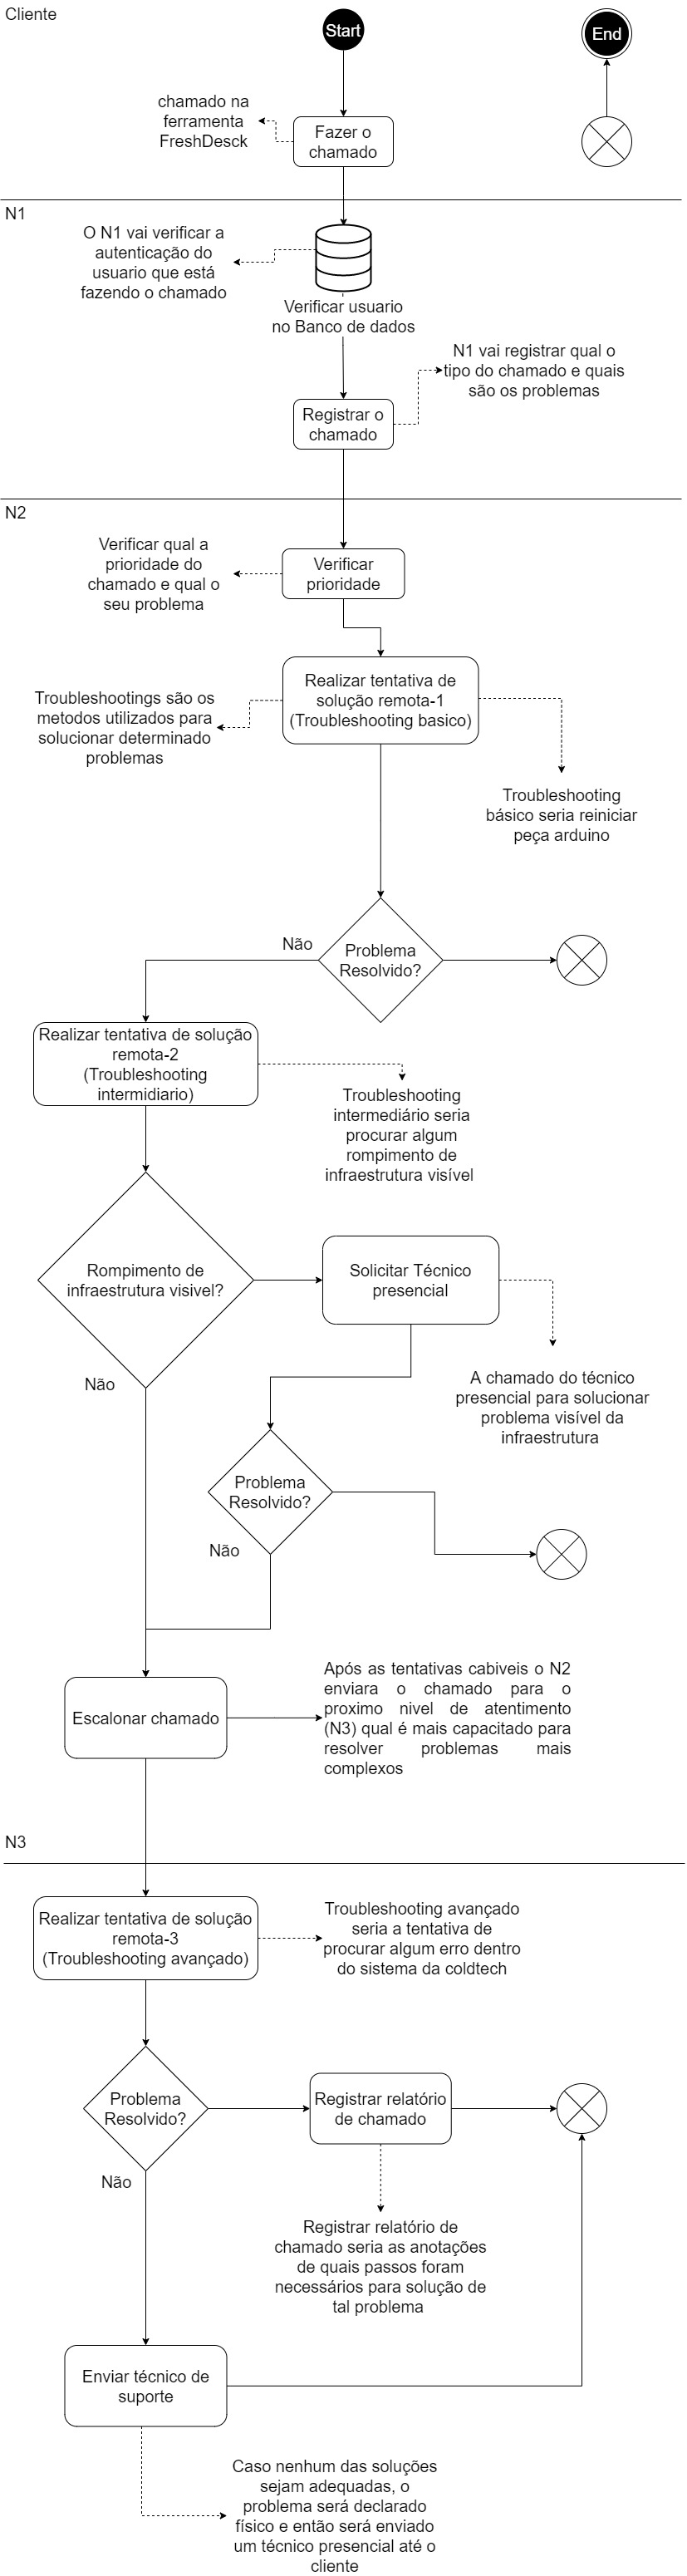 Cliente
Start
End
chamado na
ferramenta
FreshDesck
Fazer o
chamado
N1
O N1 vai verificar a
autenticação do
usuario que está
fazendo o chamado
Verificar usuario
no Banco de dados
N1 vai registrar qual o
tipo do chamado e quais
são os problemas
Registrar o
chamado
N2
Verificar qual a
prioridade do
chamado e qual o
seu problema
Verificar
prioridade
Realizar tentativa de
solução remota-1
(Troubleshooting basico)
Troubleshootings são os
metodos utilizados para
solucionar determinado
problemas
Troubleshooting
básico seria reiniciar
peça arduino
Não
Problema
Resolvido?
Realizar tentativa de solução
remota-2
(Troubleshooting
intermidiario)
Troubleshooting
intermediário seria
procurar algum
rompimento de
infraestrutura visível
Rompimento de
infraestrutura visivel?
Solicitar Técnico
presencial
Não
A chamado do técnico
presencial para solucionar
problema visível da
infraestrutura
Problema
Resolvido?
Não
Escalonar chamado
Após as tentativas cabiveis o N2
enviara o chamado para o
proximo nivel de atentimento
(N3) qual é mais capacitado para
resolver problemas mais
complexos
N3
Realizar tentativa de solução
remota-3
(Troubleshooting avançado)
Troubleshooting avançado
seria a tentativa de
procurar algum erro dentro
do sistema da coldtech
Problema
Resolvido?
Registrar relatório
de chamado
Não
Registrar relatório de
chamado seria as anotações
de quais passos foram
necessários para solução de
tal problema
Enviar técnico de
suporte
Caso nenhum das soluções
sejam adequadas, o
problema será declarado
físico e então será enviado
um técnico presencial até o
cliente